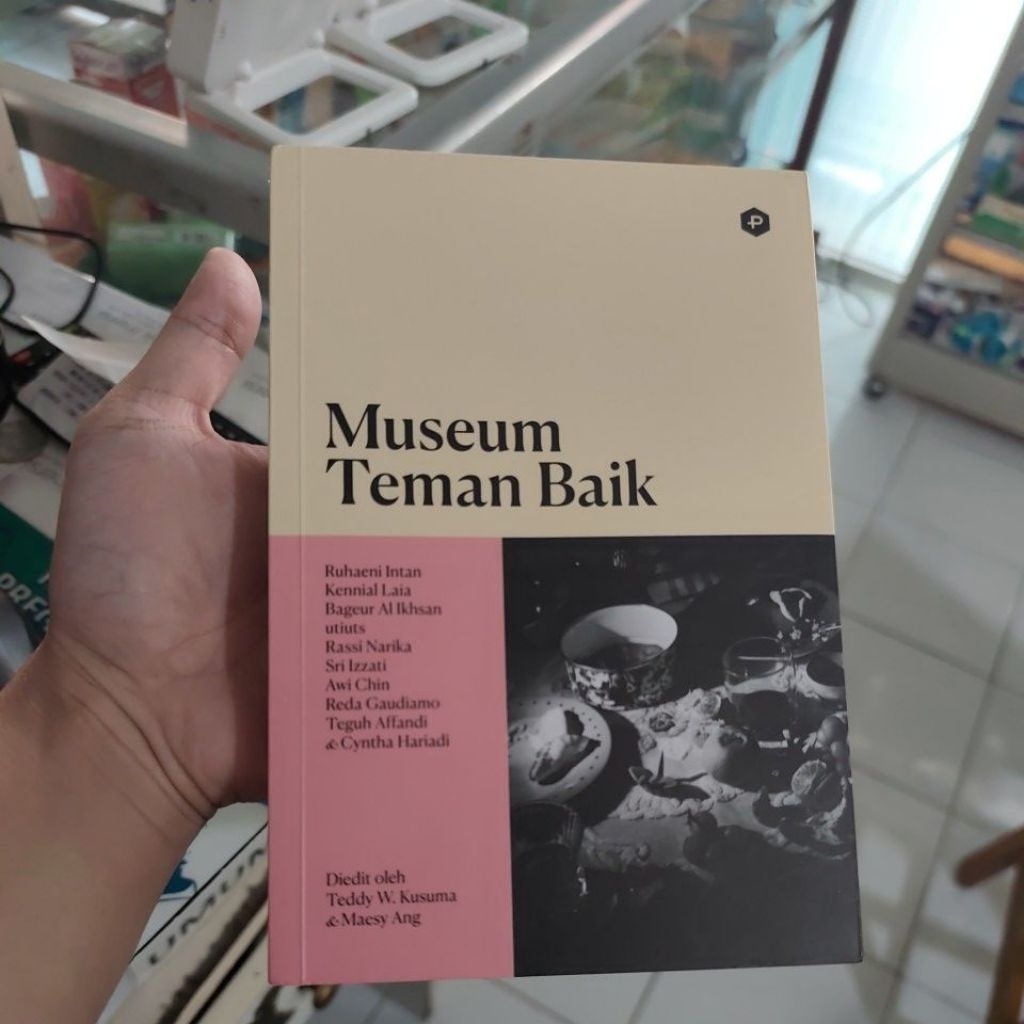 P
Museum
Teman Baik
Ruhaeni Intan
Kennial Laia
Bageur Al Ikhsan
utiuts
Rassi Narika
Sri Izzati
Awi Chin
Reda Gaudiamo
Teguh Affandi
& Cyntha Hariadi
Diedit oleh
Teddy W. Kusuma
& Maesy Ang